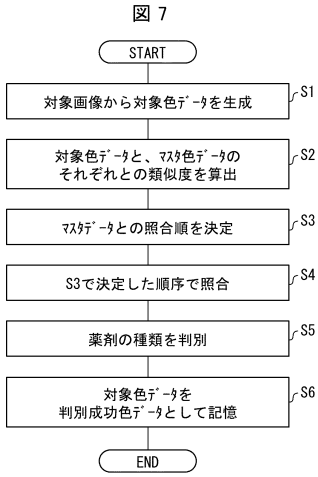 図 7
START
対象画像から対象色ﾃﾞｰﾀを生成
S1
対象色ﾃﾞｰﾀと、ﾏｽﾀ色ﾃﾞｰﾀの
それぞれとの類似度を算出
S2
ﾏｽﾀﾃﾞｰﾀとの照合順を決定
S3
S3で決定した順序で照合
S4
薬剤の種類を判別
S5
対象色ﾃﾞｰﾀを
判別成功色ﾃﾞｰﾀとして記憶
S6
END